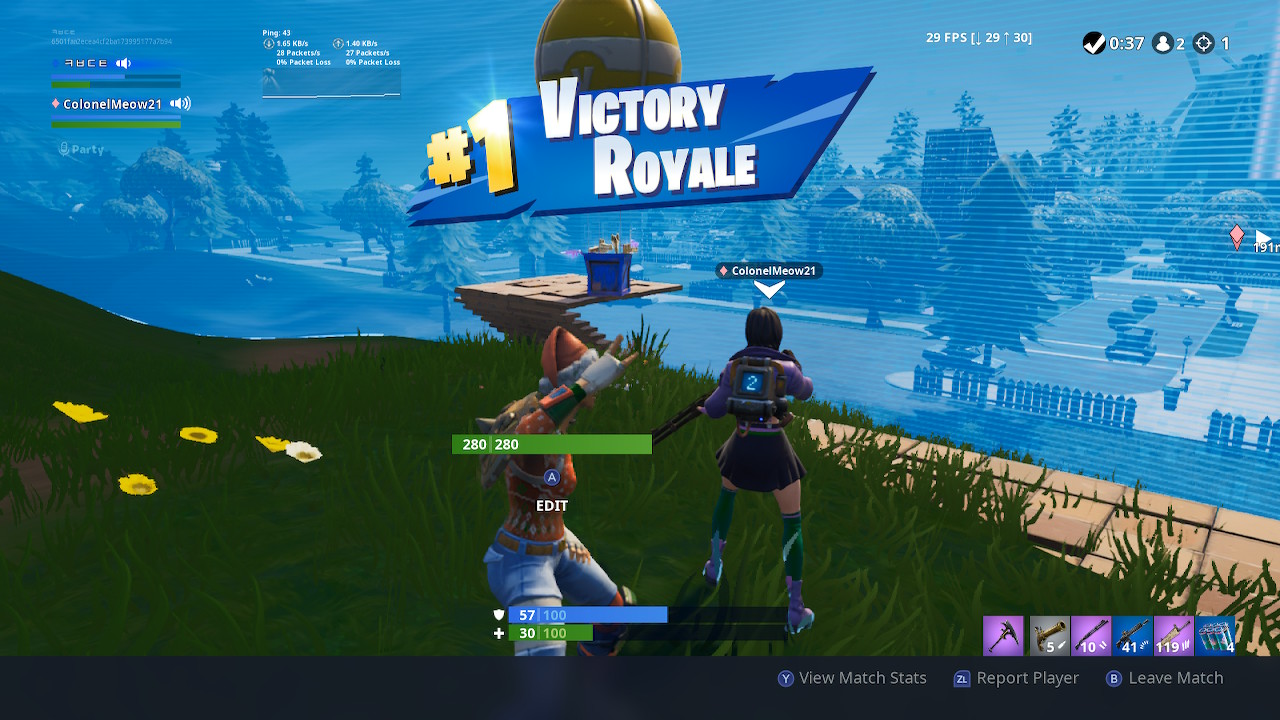 ㅋㅂㄷㅌ
Ping: 43
1.65 KB/s
1.40 KB/s
28 Packets/s
27 Packets/s
0% Packet Loss
0% Packet Loss
29 FPS [↓ 29 ↑ 30]
0:37
2
1
ColonelMeow21
Party
#1
VICTORY
ROYALE
ColonelMeow21
191m
2
280 | 280
A
EDIT
57 | 100
30 | 100
5
10
41
119
4
Y View Match Stats
ZL Report Player
B Leave Match